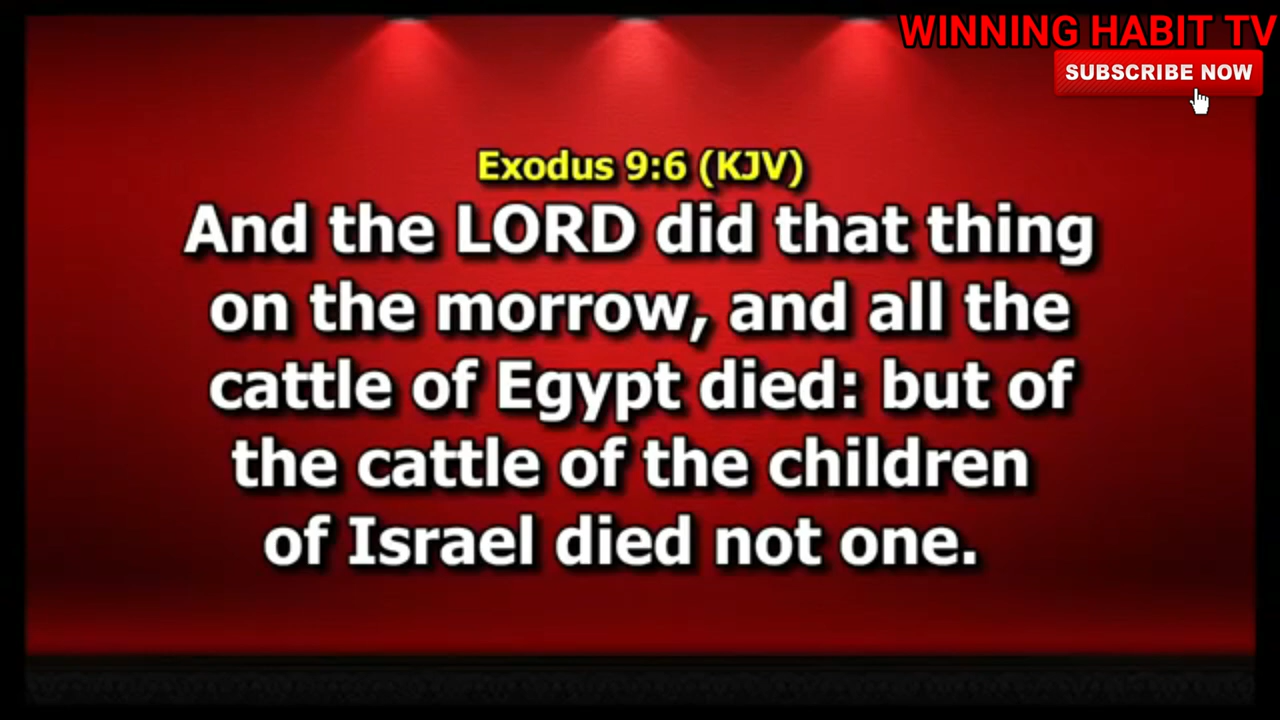 WINNING HABIT TV
SUBSCRIBE NOW
Exodus 9:6 (KJV)
And the LORD did that thing
on the morrow, and all the
cattle of Egypt died: but of
the cattle of the children
of Israel died not one.